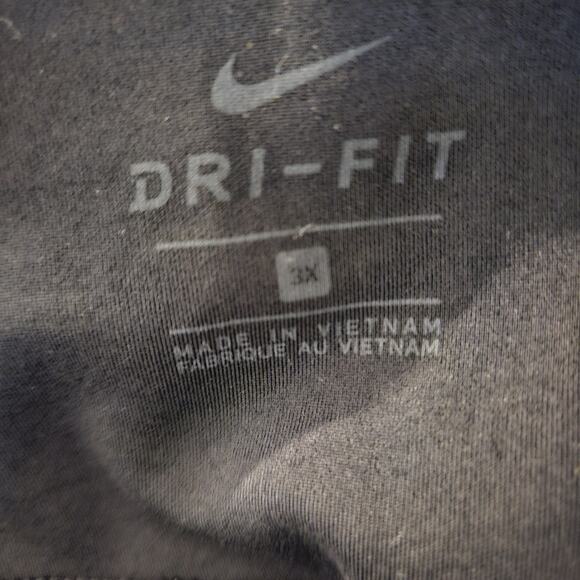 DRI-FIT
3X
MADE IN VIETNAM
FABRIQUE AU VIETNAM